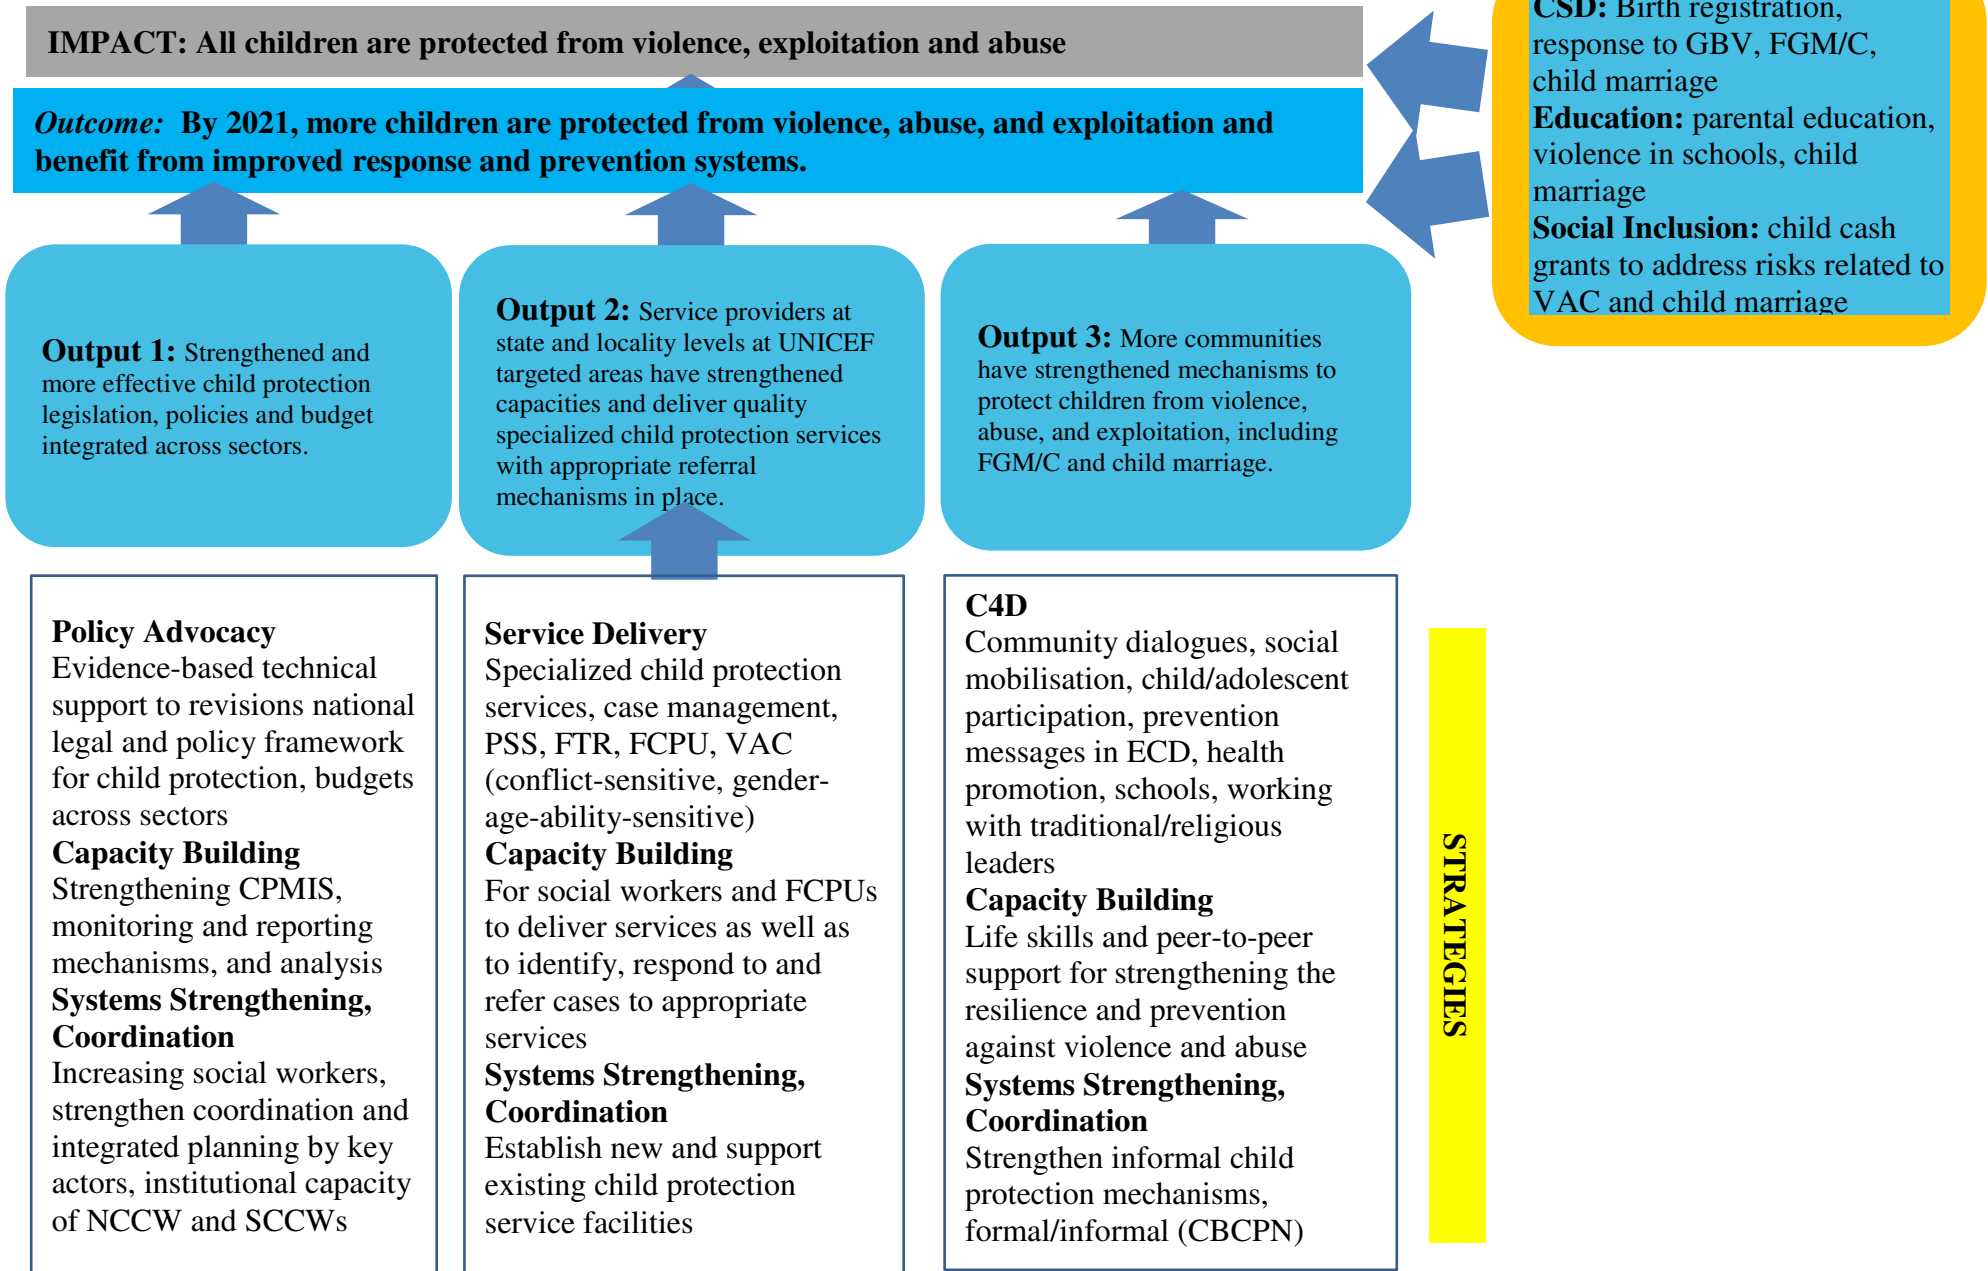 IMPACT: All children are protected from violence, exploitation and abuse
Outcome: By 2021, more children are protected from violence, abuse, and exploitation and
benefit from improved response and prevention systems.
CSD: Birth registration,
response to GBV, FGM/C,
child marriage
Education: parental education,
violence in schools, child
marriage
Social Inclusion: child cash
grants to address risks related to
VAC and child marriage
Output 1: Strengthened and
more effective child protection
legislation, policies and budget
integrated across sectors.
Output 2: Service providers at
state and locality levels at UNICEF
targeted areas have strengthened
capacities and deliver quality
specialized child protection services
with appropriate referral
mechanisms in place.
Output 3: More communities
have strengthened mechanisms to
protect children from violence,
abuse, and exploitation, including
FGM/C and child marriage.
Policy Advocacy
Evidence-based technical
support to revisions national
legal and policy framework
for child protection, budgets
across sectors
Capacity Building
Strengthening CPMIS,
monitoring and reporting
mechanisms, and analysis
Systems Strengthening,
Coordination
Increasing social workers,
strengthen coordination and
integrated planning by key
actors, institutional capacity
of NCCW and SCCWs
Service Delivery
Specialized child protection
services, case management,
PSS, FTR, FCPU, VAC
(conflict-sensitive, gender-
age-ability-sensitive)
Capacity Building
For social workers and FCPUs
to deliver services as well as
to identify, respond to and
refer cases to appropriate
services
Systems Strengthening,
Coordination
Establish new and support
existing child protection
service facilities
C4D
Community dialogues, social
mobilisation, child/adolescent
participation, prevention
messages in ECD, health
promotion, schools, working
with traditional/religious
leaders
Capacity Building
Life skills and peer-to-peer
support for strengthening the
resilience and prevention
against violence and abuse
Systems Strengthening,
Coordination
Strengthen informal child
protection mechanisms,
formal/informal (CBCPN)
STRATEGIES